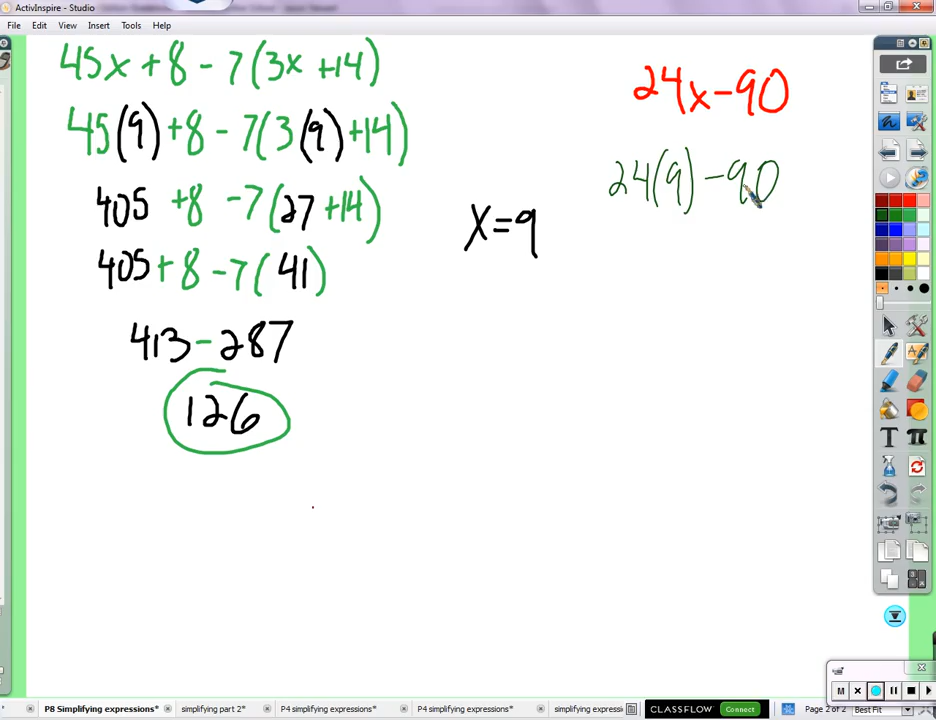 ActivInspire - Studio
File Edit View Insert Tools Help
45x + 8 - 7(3x + 14)
45(9) + 8 - 7(3(9) + 14)
405 + 8 - 7(27 + 14)
405 + 8 - 7(41)
413 - 287
126
x = 9
24x - 90
24(9) - 90
P8 Simplifying expressions* simplifying part 2* P4 simplifying expressions* P4 simplifying expressions* simplifying express CLASSFLOW Connect Page 2 of 2 Best Fit